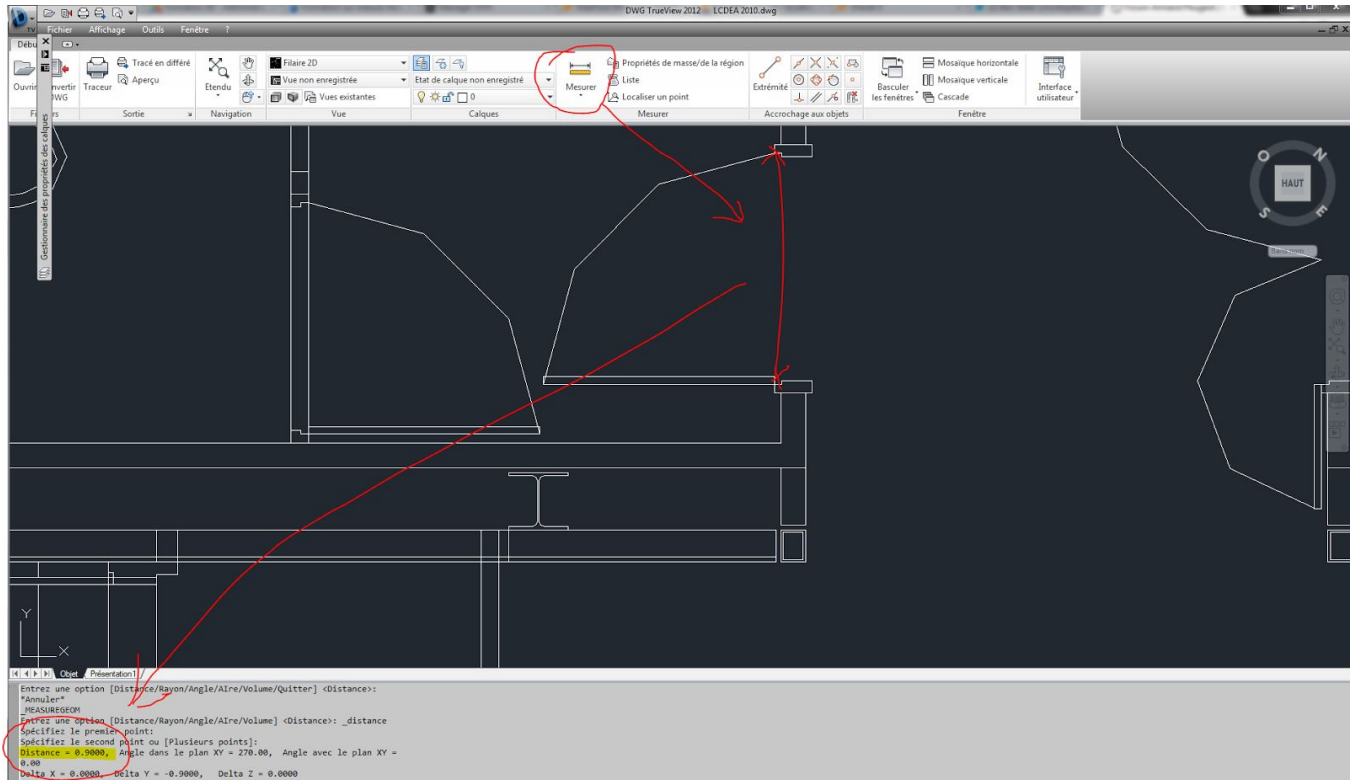 DWG TrueView 2012 LCDEA 2010.dwg
TV Fichier Affichage Outils Fenêtre ?
Débu
Ouvrir nvertir DWG Traceur Tracé en différé Aperçu Etendu Filaire 2D Vue non enregistrée Vues existantes Etat de calque non enregistré 0 Mesurer Propriétés de masse/de la région Liste Localiser un point Extrémité Basculer les fenêtres Mosaïque horizontale Mosaïque verticale Cascade Interface utilisateur
Fi rs Sortie Navigation Vue Calques Mesurer Accrochage aux objets Fenêtre
Gestionnaire des propriétés des calques
O N
HAUT
S E
Y
X
Objet Présentation1
Entrez une option [Distance/Rayon/Angle/AIre/Volume/Quitter] <Distance>:
*Annuler*
_MEASUREGEOM
Entrez une option [Distance/Rayon/Angle/AIre/Volume] <Distance>: _distance
Spécifiez le premier point:
Spécifiez le second point ou [Plusieurs points]:
Distance = 0.9000, Angle dans le plan XY = 270.00, Angle avec le plan XY =
0.00
Delta X = 0.0000, Delta Y = -0.9000, Delta Z = 0.0000